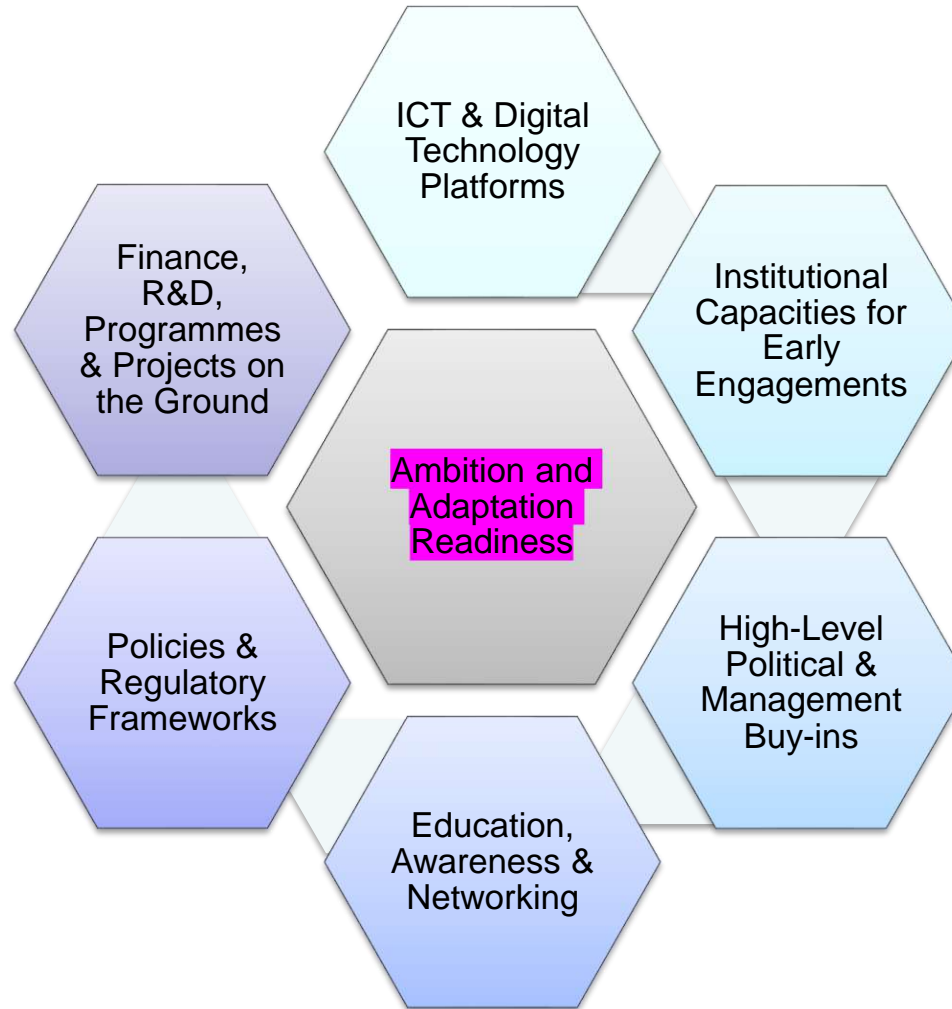 ICT & Digital
Technology
Platforms
Institutional
Capacities for
Early
Engagements
High-Level
Political &
Management
Buy-ins
Education,
Awareness &
Networking
Policies &
Regulatory
Frameworks
Finance,
R&D,
Programmes
& Projects on
the Ground
Ambition and
Adaptation
Readiness